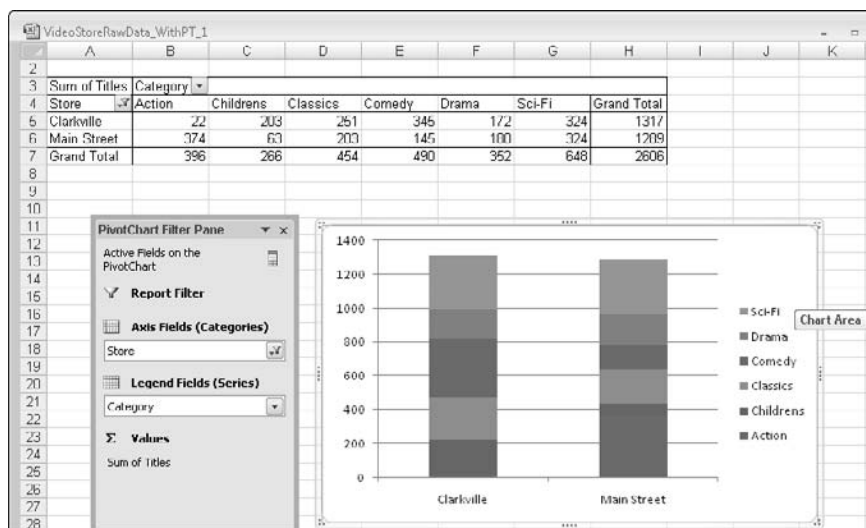 VideoStoreRawData_WithPT_1
A B C D E F G H I J K
2
3 Sum of Titles Category
4 Store Action Childrens Classics Comedy Drama Sci-Fi Grand Total
5 Clarkville 22 203 251 345 172 324 1317
6 Main Street 374 63 203 145 180 324 1289
7 Grand Total 396 266 454 490 352 648 2606
8
9
10
11
12
13
14
15
16
17
18
19
20
21
22
23
24
25
26
27
28
PivotChart Filter Pane
Active Fields on the
PivotChart
Report Filter
Axis Fields (Categories)
Store
Legend Fields (Series)
Category
Σ Values
Sum of Titles
1400
1200
1000
800
600
400
200
0
Clarkville Main Street
Sci-Fi
Drama
Comedy
Classics
Childrens
Action
Chart Area